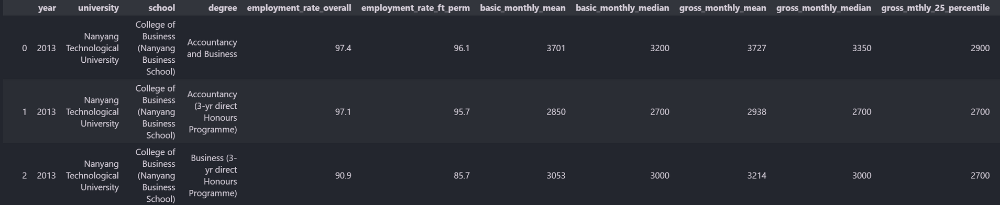 year university school degree employment_rate_overall employment_rate_ft_perm basic_monthly_mean basic_monthly_median gross_monthly_mean gross_monthly_median gross_mthly_25_percentile
0 2013 Nanyang Technological University College of Business (Nanyang Business School) Accountancy and Business 97.4 96.1 3701 3200 3727 3350 2900
1 2013 Nanyang Technological University College of Business (Nanyang Business School) Accountancy (3-yr direct Honours Programme) 97.1 95.7 2850 2700 2938 2700 2700
2 2013 Nanyang Technological University College of Business (Nanyang Business School) Business (3-yr direct Honours Programme) 90.9 85.7 3053 3000 3214 3000 2700